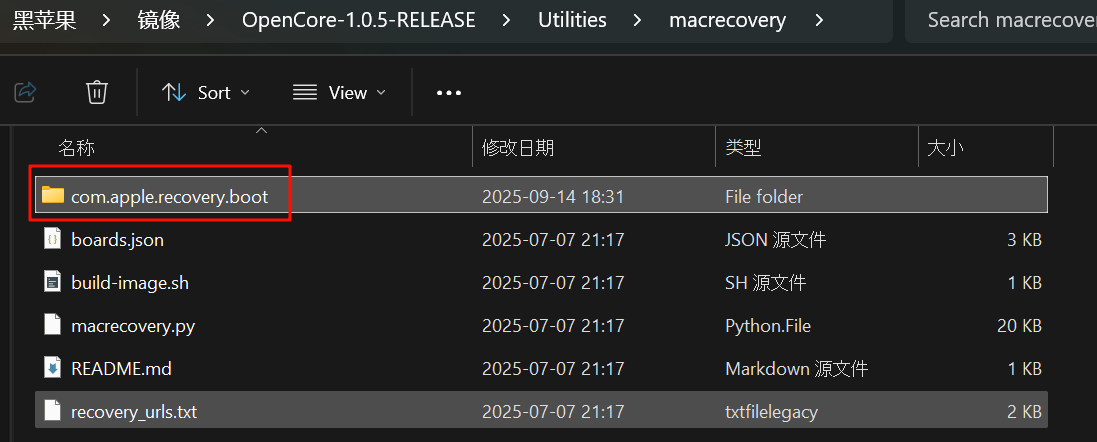 黑苹果 > 镜像 > OpenCore-1.0.5-RELEASE > Utilities > macrecovery > Search macrecove
Sort View •••
名称 修改日期 类型 大小
com.apple.recovery.boot 2025-09-14 18:31 File folder
boards.json 2025-07-07 21:17 JSON 源文件 3 KB
build-image.sh 2025-07-07 21:17 SH 源文件 1 KB
macrecovery.py 2025-07-07 21:17 Python.File 20 KB
README.md 2025-07-07 21:17 Markdown 源文件 1 KB
recovery_urls.txt 2025-07-07 21:17 txtfilelegacy 2 KB